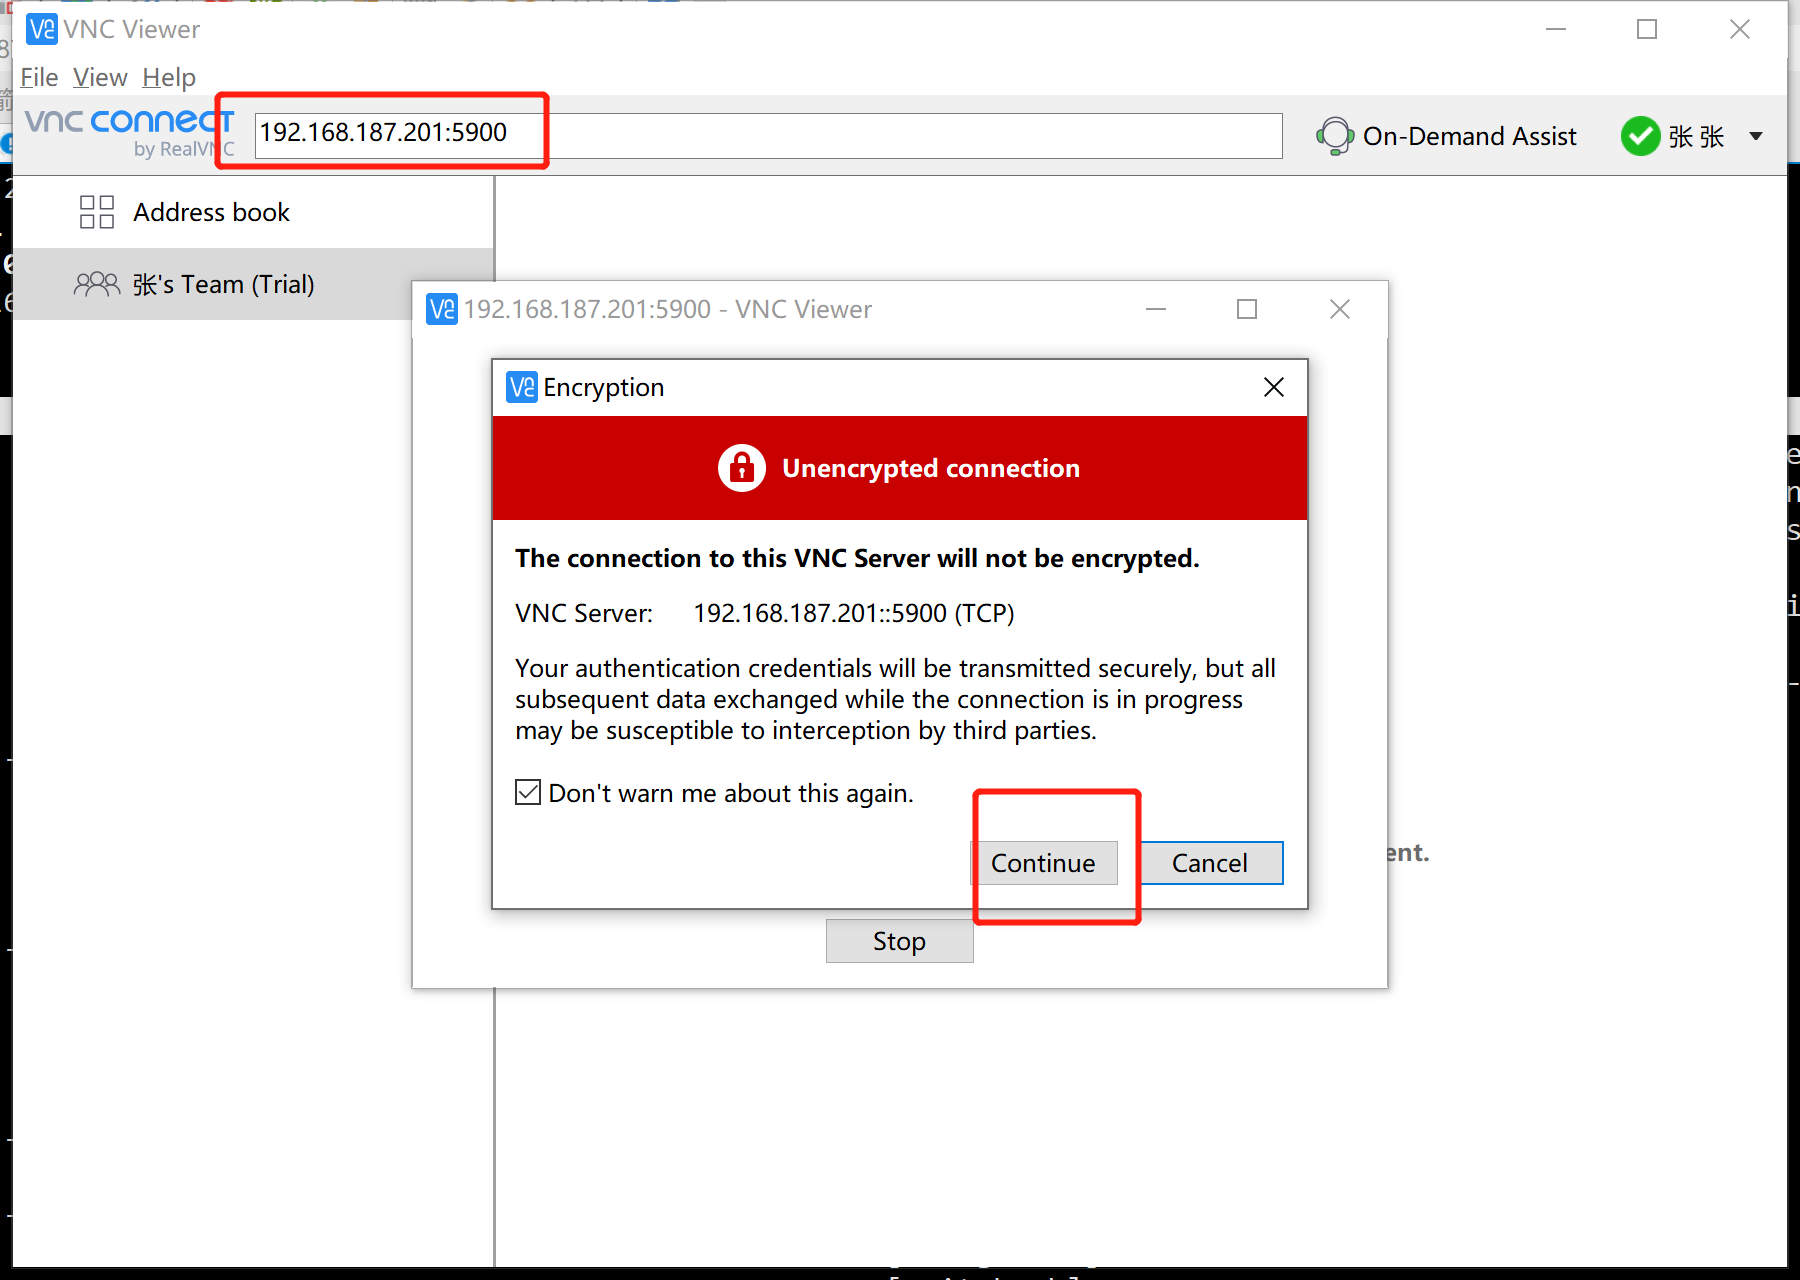 VNC Viewer
File View Help
vnc connect
by RealVNC
192.168.187.201:5900
On-Demand Assist
张 张
Address book
张's Team (Trial)
192.168.187.201:5900 - VNC Viewer
Encryption
Unencrypted connection
The connection to this VNC Server will not be encrypted.
VNC Server: 192.168.187.201::5900 (TCP)
Your authentication credentials will be transmitted securely, but all
subsequent data exchanged while the connection is in progress
may be susceptible to interception by third parties.
Don't warn me about this again.
ent.
Continue Cancel
Stop